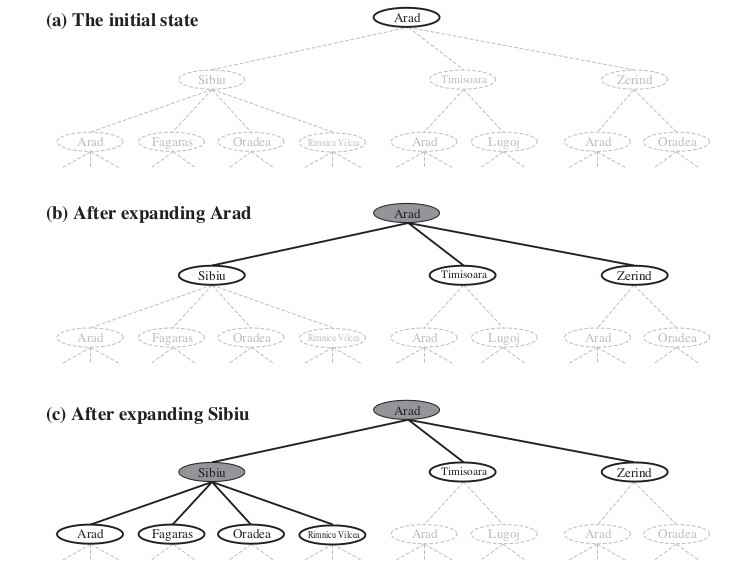 (a) The initial state
Arad
Sibiu Timisoara Zerind
Arad Fagaras Oradea Rimnicu Vilcea Arad Lugoj Arad Oradea
(b) After expanding Arad
Arad
Sibiu Timisoara Zerind
Arad Fagaras Oradea Rimnicu Vilcea Arad Lugoj Arad Oradea
(c) After expanding Sibiu
Arad
Sibiu Timisoara Zerind
Arad Fagaras Oradea Rimnicu Vilcea Arad Lugoj Arad Oradea